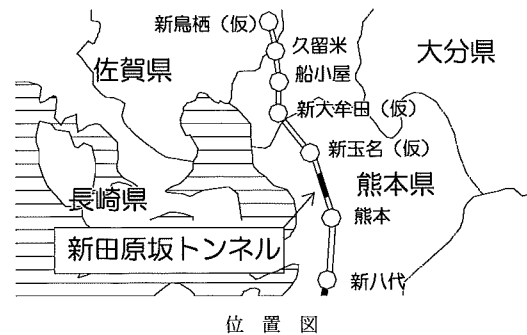 新鳥栖（仮）
久留米
大分県
佐賀県
船小屋
新大牟田（仮）
新玉名（仮）
熊本県
長崎県
熊本
新田原坂トンネル
新八代
位置図